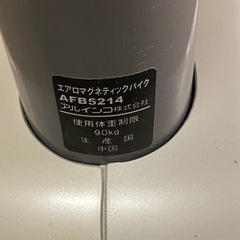 エアロマグネティックバイク
AFB5214
アルインコ株式会社
使用体重制限
90kg
生産国
中国